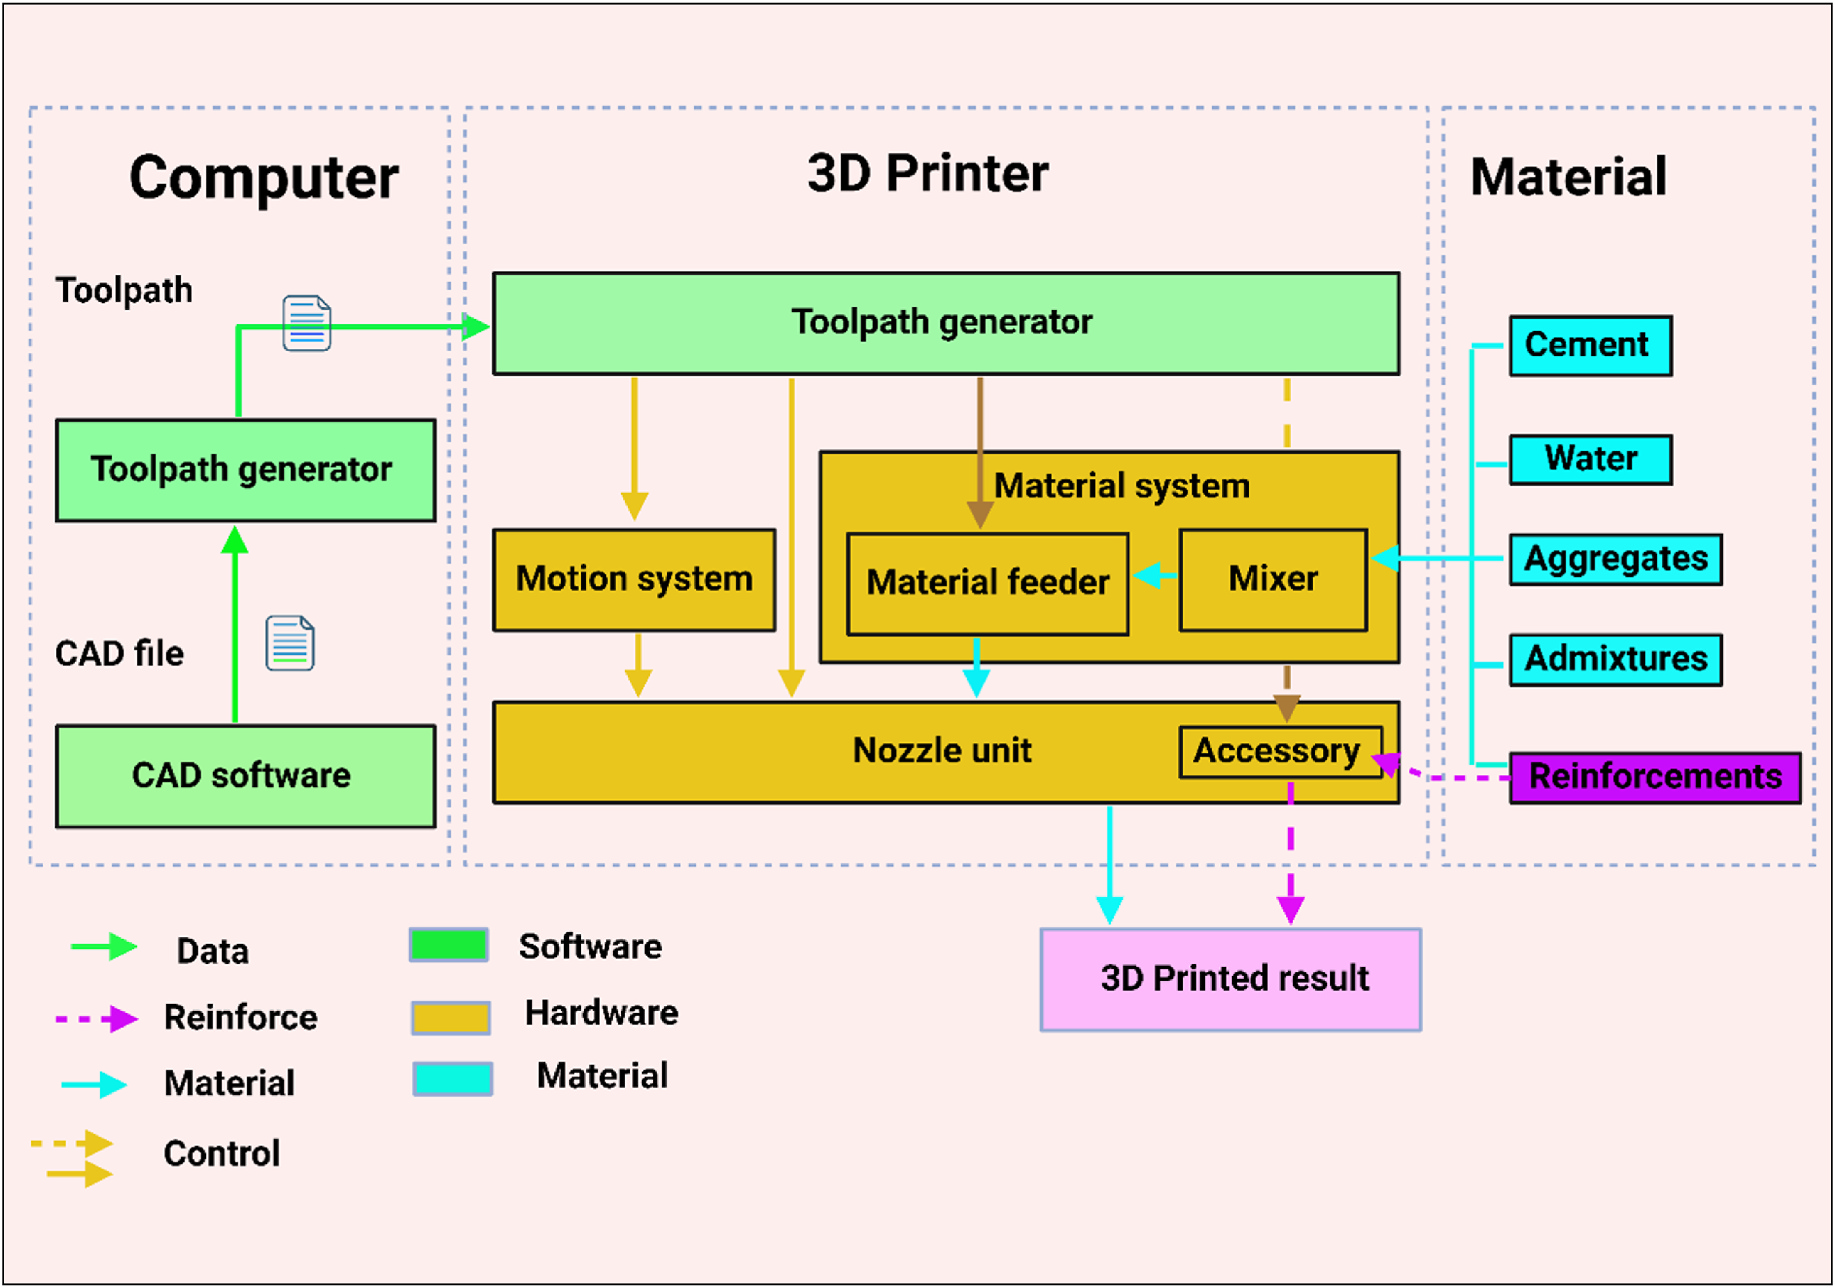 Computer
3D Printer
Material
Toolpath
Toolpath generator
CAD file
CAD software
Toolpath generator
Material system
Motion system
Material feeder
Mixer
Nozzle unit
Accessory
Cement
Water
Aggregates
Admixtures
Reinforcements
3D Printed result
Data
Reinforce
Material
Control
Software
Hardware
Material